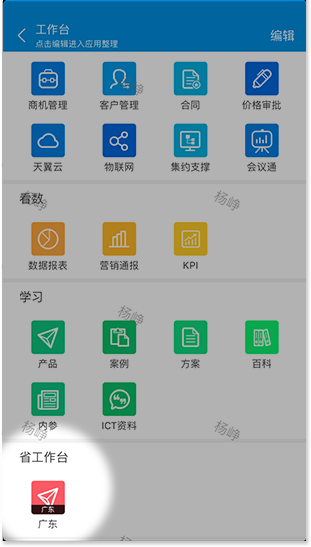 工作台
点击编辑进入应用整理
编辑
商机管理 客户管理 合同 价格审批
天翼云 物联网 集约支撑 会议通
看数
数据报表 营销通报 KPI
学习
产品 案例 方案 百科
内参 ICT资料
省工作台
广东
广东
杨峥
杨峥
杨峥
杨峥
杨峥
杨峥
杨峥